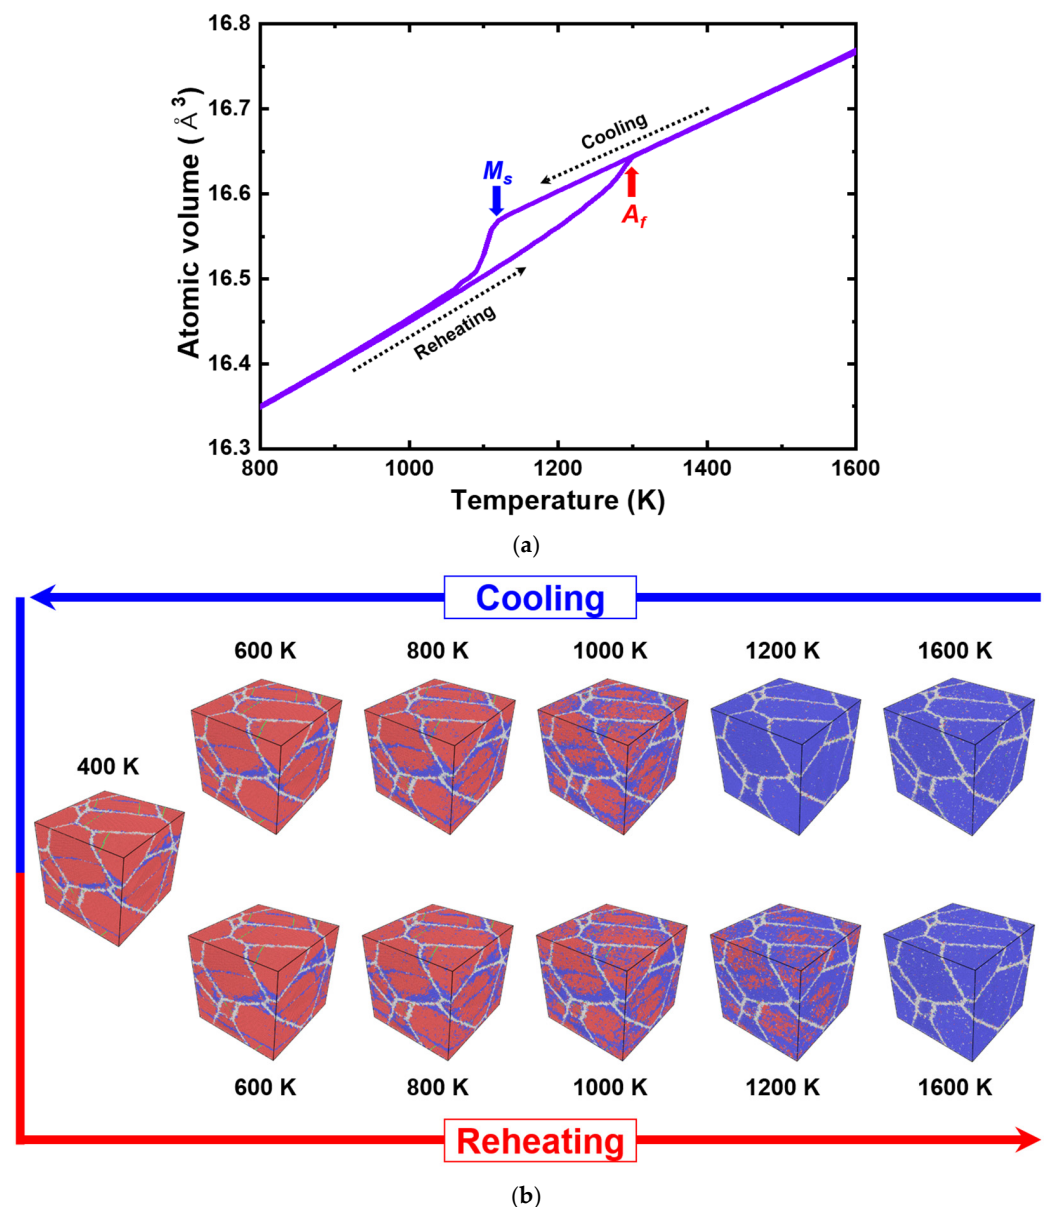 16.8
16.7
16.6
16.5
16.4
16.3
Atomic volume ( Å³)
Cooling
Ms
Af
Reheating
800 1000 1200 1400 1600
Temperature (K)
(a)
Cooling
600 K 800 K 1000 K 1200 K 1600 K
400 K
600 K 800 K 1000 K 1200 K 1600 K
Reheating
(b)